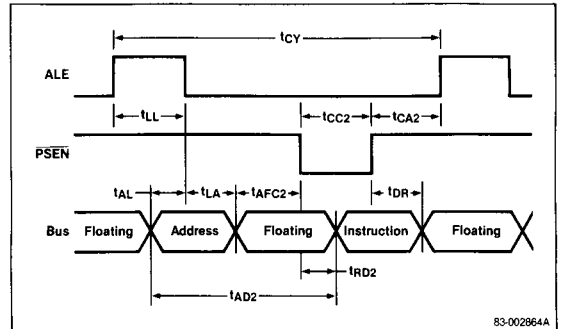 tCY
ALE
tLL tCC2 tCA2
PSEN
tAL tLA tAFC2 tDR
Bus Floating Address Floating Instruction Floating
tRD2
tAD2
83-002864A